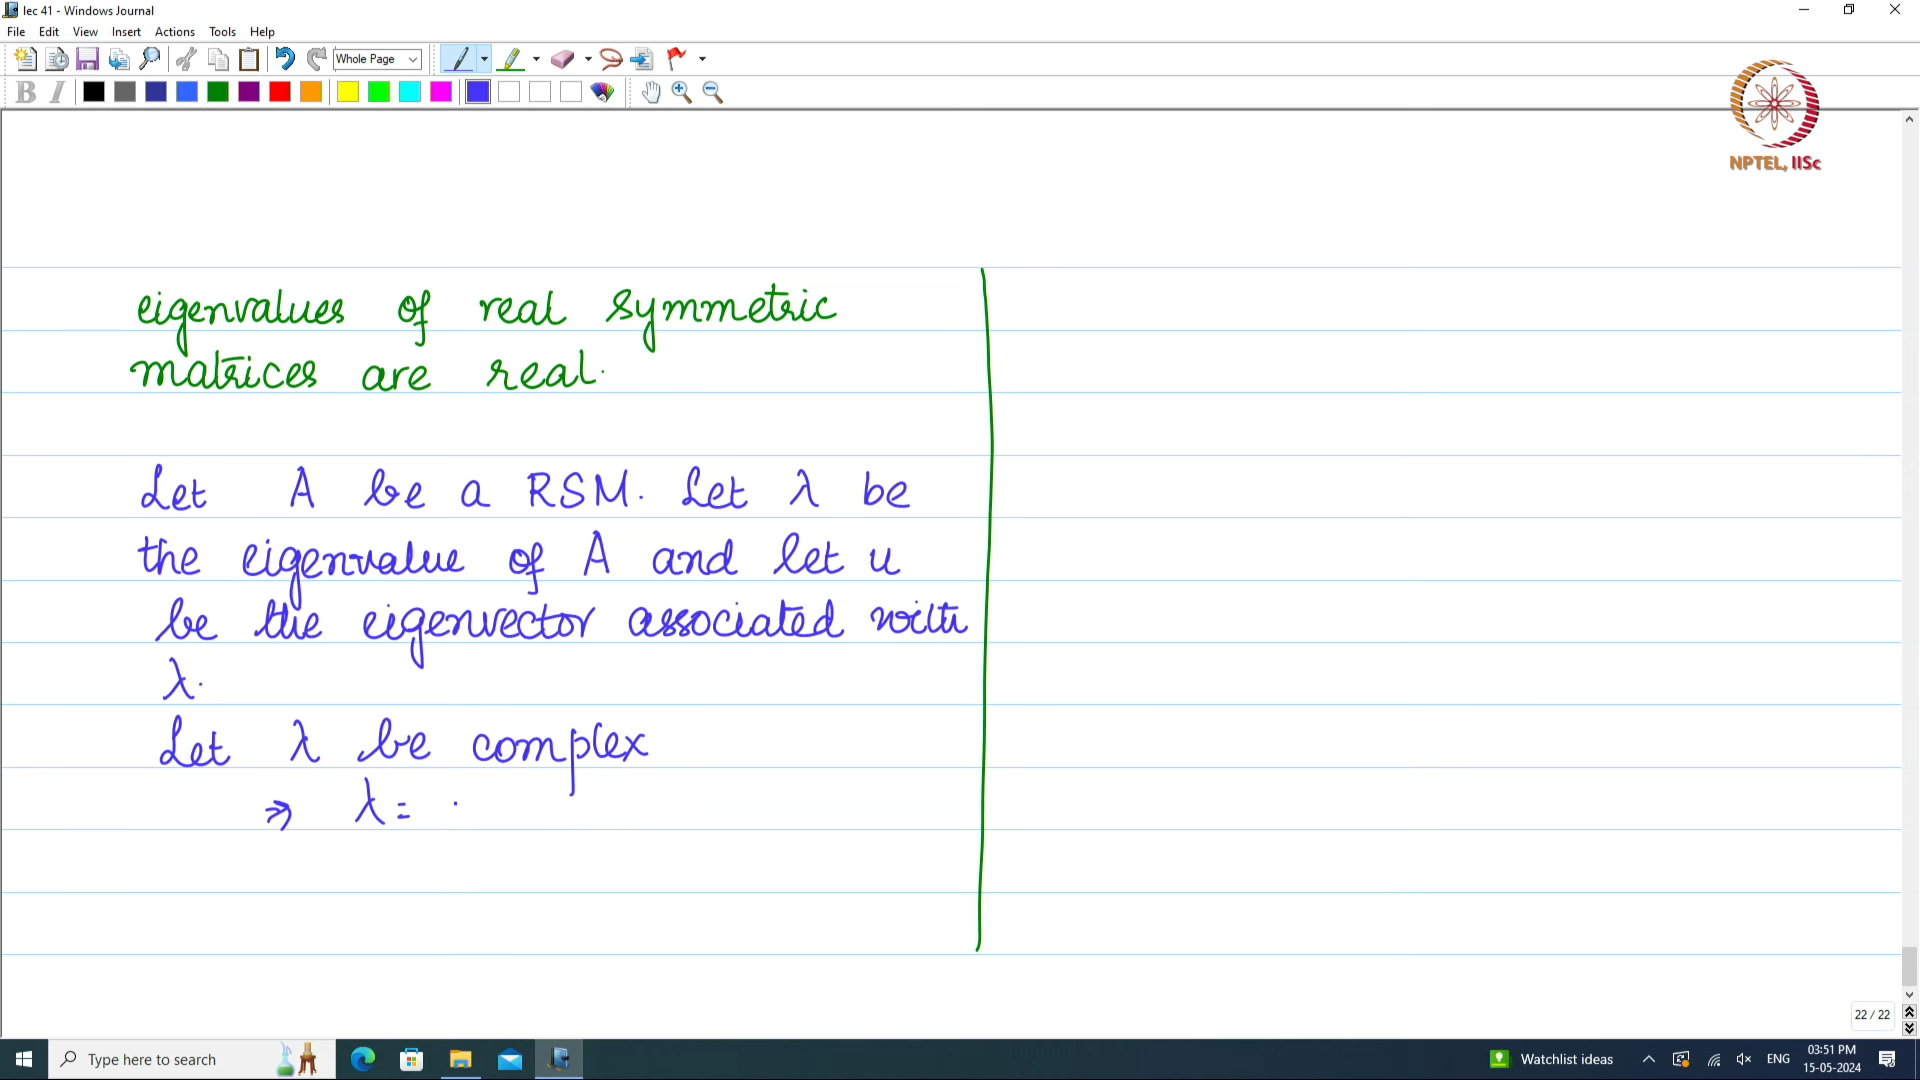 lec 41 - Windows Journal
File Edit View Insert Actions Tools Help
Whole Page
B I
NPTEL, IISc
eigenvalues of real symmetric
matrices are real.
Let A be a RSM. Let λ be
the eigenvalue of A and let u
be the eigenvector associated with
λ.
Let λ be complex
⇒ λ = .
22 / 22
Type here to search
Watchlist ideas
ENG
03:51 PM
15-05-2024